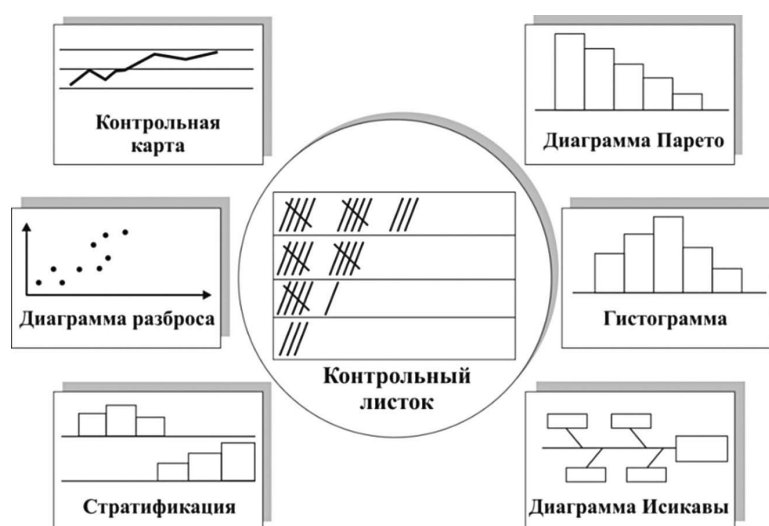 Контрольная
карта
Диаграмма Парето
Диаграмма разброса
Контрольный
листок
Гистограмма
Стратификация
Диаграмма Исикавы